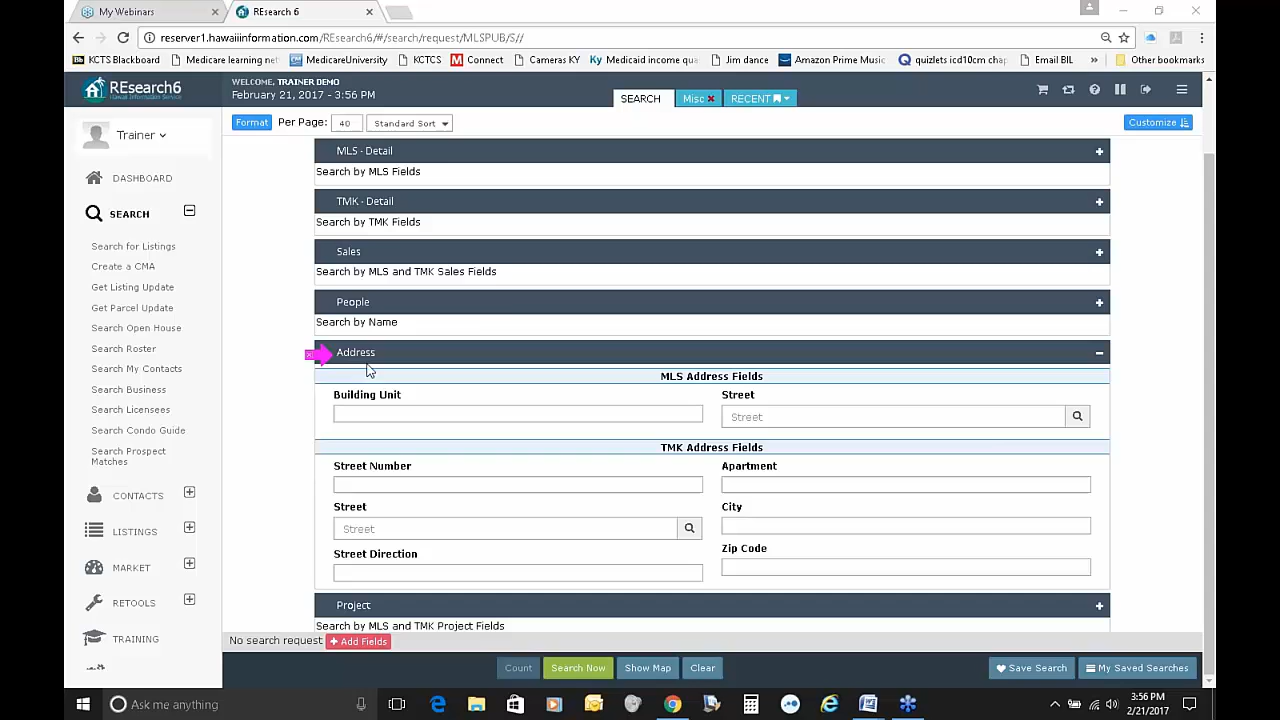 My Webinars
REsearch 6
reserver1.hawaiiinformation.com/REsearch6/#/search/request/MLSPUB/S//
Bb KCTS Blackboard
Medicare learning net
MedicareUniversity
KCTCS
Connect
Cameras KY
Ky Medicaid income qua
Jim dance
Amazon Prime Music
Q quizlets icd10cm chap
Email BIL
»
Other bookmarks
REsearch6
Hawaii Information Service
WELCOME, TRAINER DEMO
February 21, 2017 - 3:56 PM
SEARCH
Misc
RECENT
Format
Per Page:
40
Standard Sort
Customize
Trainer
DASHBOARD
SEARCH
Search for Listings
Create a CMA
Get Listing Update
Get Parcel Update
Search Open House
Search Roster
Search My Contacts
Search Business
Search Licensees
Search Condo Guide
Search Prospect
Matches
CONTACTS
LISTINGS
MARKET
RETOOLS
TRAINING
MLS - Detail
Search by MLS Fields
TMK - Detail
Search by TMK Fields
Sales
Search by MLS and TMK Sales Fields
People
Search by Name
Address
MLS Address Fields
Building Unit
Street
Street
TMK Address Fields
Street Number
Apartment
Street
Street
City
Street Direction
Zip Code
Project
Search by MLS and TMK Project Fields
No search request
+ Add Fields
Count
Search Now
Show Map
Clear
Save Search
My Saved Searches
Ask me anything
3:56 PM
2/21/2017